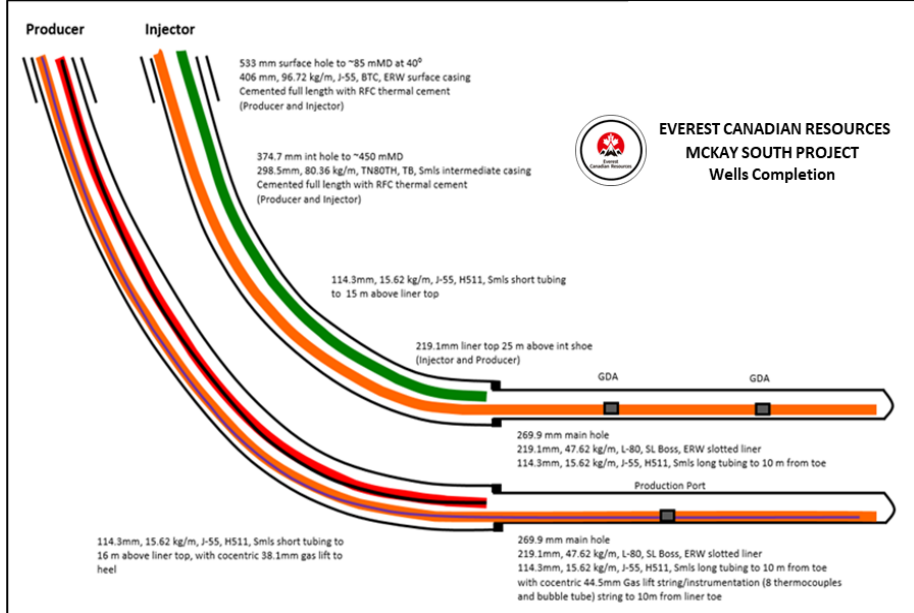 Producer
Injector
533 mm surface hole to ~85 mMD at 40⁰
406 mm, 96.72 kg/m, J-55, BTC, ERW surface casing
Cemented full length with RFC thermal cement
(Producer and Injector)
EVEREST CANADIAN RESOURCES
MCKAY SOUTH PROJECT
Wells Completion
Everest
Canadian Resources
374.7 mm int hole to ~450 mMD
298.5mm, 80.36 kg/m, TN80TH, TB, Smls intermediate casing
Cemented full length with RFC thermal cement
(Producer and Injector)
114.3mm, 15.62 kg/m, J-55, H511, Smls short tubing
to 15 m above liner top
219.1mm liner top 25 m above int shoe
(Injector and Producer)
GDA
GDA
269.9 mm main hole
219.1mm, 47.62 kg/m, L-80, SL Boss, ERW slotted liner
114.3mm, 15.62 kg/m, J-55, H511, Smls long tubing to 10 m from toe
Production Port
114.3mm, 15.62 kg/m, J-55, H511, Smls short tubing to
16 m above liner top, with cocentric 38.1mm gas lift to
heel
269.9 mm main hole
219.1mm, 47.62 kg/m, L-80, SL Boss, ERW slotted liner
114.3mm, 15.62 kg/m, J-55, H511, Smls long tubing to 10 m from toe
with cocentric 44.5mm Gas lift string/instrumentation (8 thermocouples
and bubble tube) string to 10m from liner toe